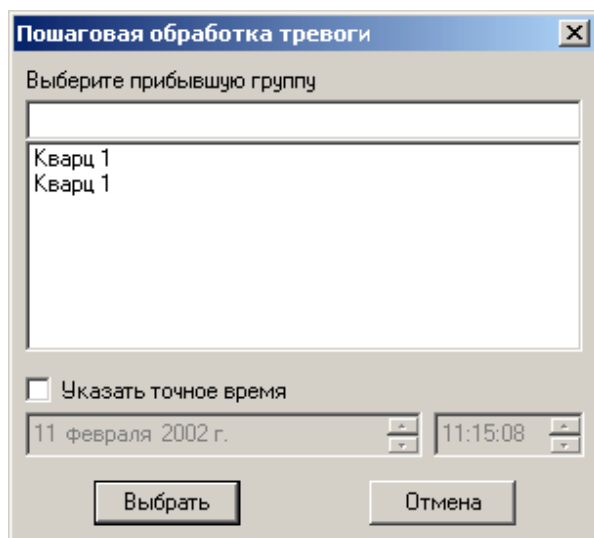 Пошаговая обработка тревоги
Выберите прибывшую группу
Кварц 1
Кварц 1
Указать точное время
11 февраля 2002 г. 11:15:08
Выбрать Отмена